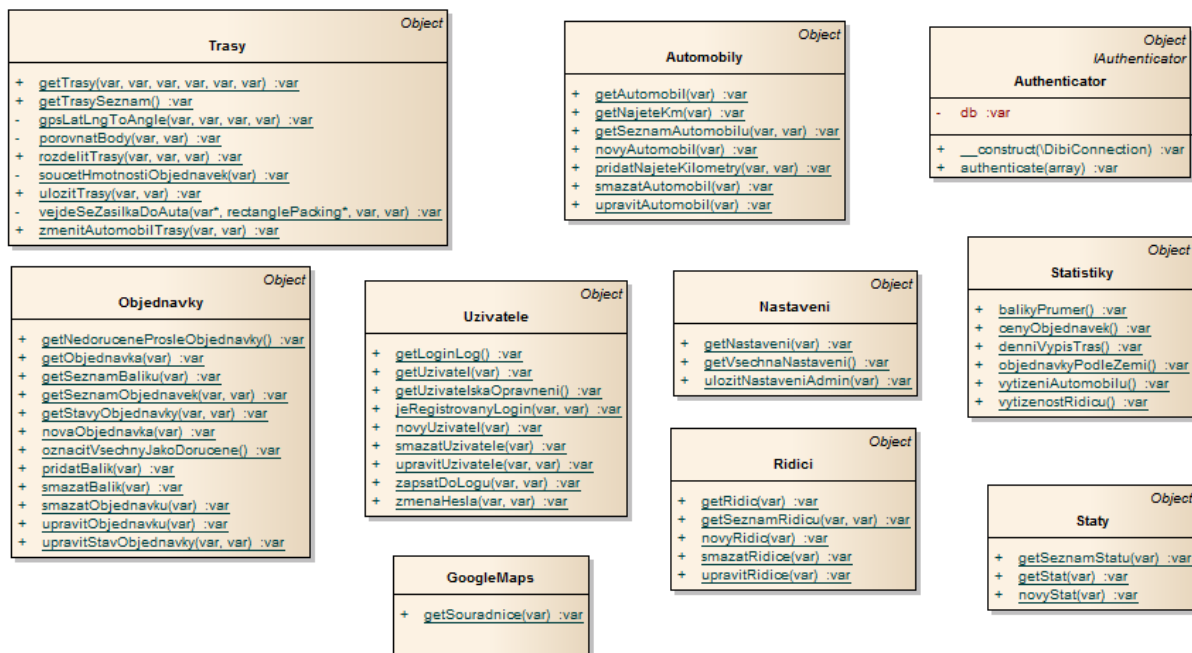 Object
Trasy
+ getTrasy(var, var, var, var, var, var) :var
+ getTrasySeznam() :var
- gpsLatLngToAngle(var, var, var, var) :var
- porovnatBody(var, var) :var
+ rozdelitTrasy(var, var) :var
- soucetHmotnostiObjednavek(var) :var
+ ulozitTrasy(var, var) :var
- vejdeSeZasilkaDoAuta(var*, rectanglePacking*, var, var) :var
+ zmenitAutomobilTrasy(var, var) :var
Object
Automobily
+ getAutomobil(var) :var
+ getNajeteKm(var) :var
+ getSeznamAutomobilu(var, var) :var
+ novyAutomobil(var) :var
+ pridatNajeteKilometry(var, var) :var
+ smazatAutomobil(var) :var
+ upravitAutomobil(var, var) :var
Object
IAuthenticator
Authenticator
- db :var
+ __construct(\DibiConnection) :var
+ authenticate(array) :var
Object
Objednavky
+ getNedoruceneProsleObjednavky() :var
+ getObjednavka(var) :var
+ getSeznamBaliku(var) :var
+ getSeznamObjednavek(var, var) :var
+ getStavyObjednavky(var) :var
+ novaObjednavka(var) :var
+ oznacitVsechnyJakoDorucene() :var
+ pridatBalik(var) :var
+ smazatBalik(var) :var
+ smazatObjednavku(var) :var
+ upravitObjednavku(var) :var
+ upravitStavObjednavky(var, var) :var
Object
Uzivatele
+ getLoginLog() :var
+ getUzivatel(var) :var
+ getUzivatelskaOpravneni() :var
+ jeRegistrovanyLogin(var, var) :var
+ novyUzivatel(var) :var
+ smazatUzivatele(var) :var
+ upravitUzivatele(var, var) :var
+ zapsatDoLogu(var, var) :var
+ zmenaHesla(var, var) :var
Object
Nastaveni
+ getNastaveni(var) :var
+ getVsechnaNastaveni() :var
+ ulozitNastaveniAdmin(var) :var
Object
Statistiky
+ balikyPrumer() :var
+ cenyObjednavek() :var
+ denniVypisTras() :var
+ objednavkyPodleZemi() :var
+ vytizeniAutomobilu() :var
+ vytizenostRidicu() :var
Object
Ridici
+ getRidic(var) :var
+ getSeznamRidicu(var, var) :var
+ novyRidic(var) :var
+ smazatRidice(var) :var
+ upravitRidice(var, var) :var
Object
Staty
+ getSeznamStatu(var) :var
+ getStat(var) :var
+ novyStat(var) :var
GoogleMaps
+ getSouradnice(var) :var